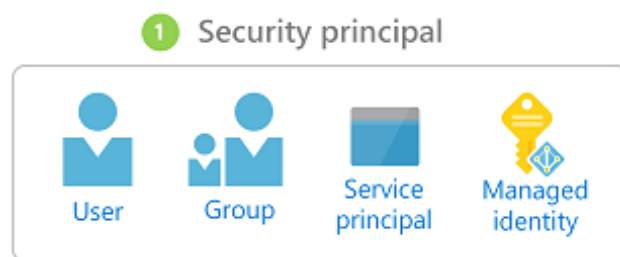 1 Security principal
User
Group
Service
principal
Managed
identity